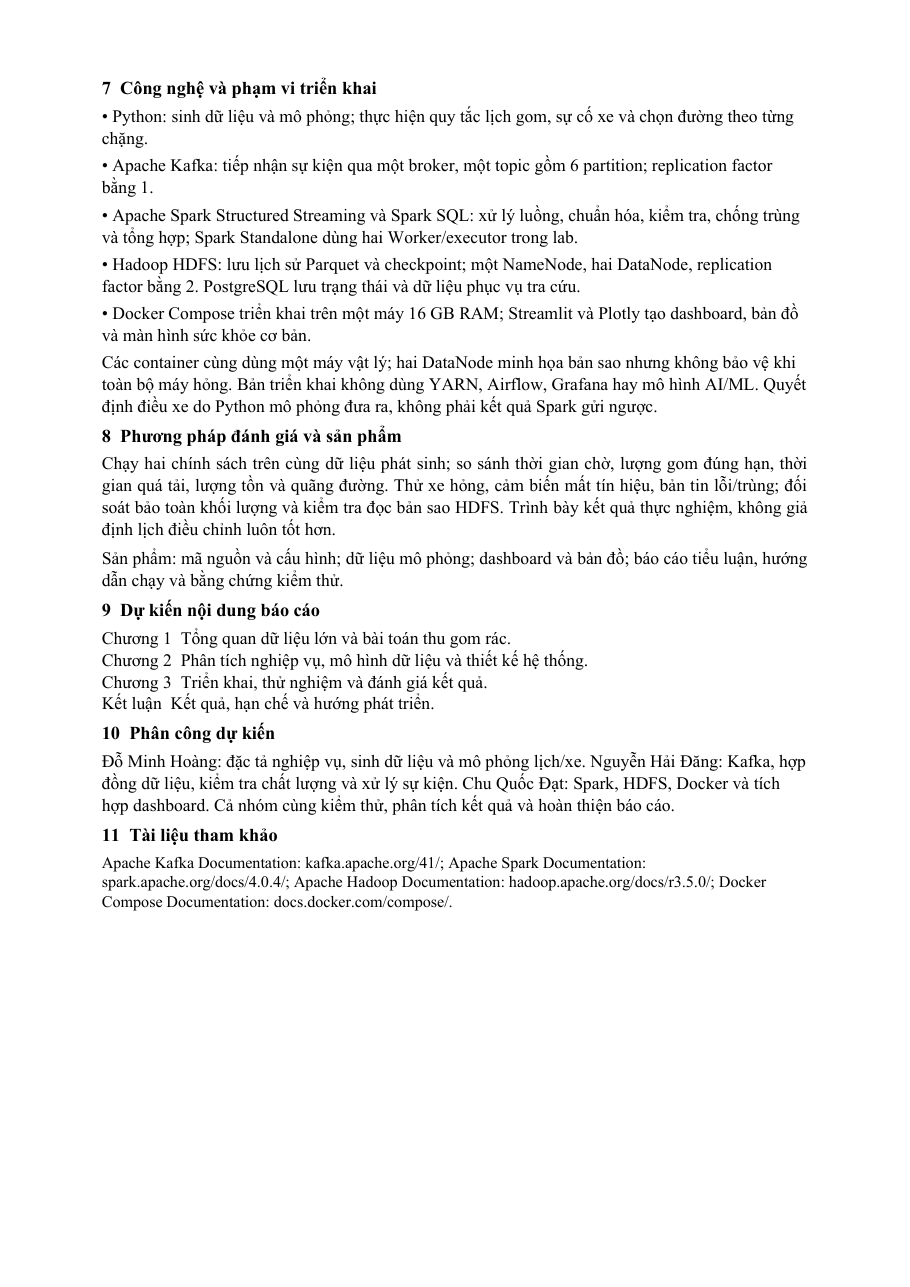 7 Công nghệ và phạm vi triển khai
• Python: sinh dữ liệu và mô phỏng; thực hiện quy tắc lịch gom, sự cố xe và chọn đường theo từng
chặng.
• Apache Kafka: tiếp nhận sự kiện qua một broker, một topic gồm 6 partition; replication factor
bằng 1.
• Apache Spark Structured Streaming và Spark SQL: xử lý luồng, chuẩn hóa, kiểm tra, chống trùng
và tổng hợp; Spark Standalone dùng hai Worker/executor trong lab.
• Hadoop HDFS: lưu lịch sử Parquet và checkpoint; một NameNode, hai DataNode, replication
factor bằng 2. PostgreSQL lưu trạng thái và dữ liệu phục vụ tra cứu.
• Docker Compose triển khai trên một máy 16 GB RAM; Streamlit và Plotly tạo dashboard, bản đồ
và màn hình sức khỏe cơ bản.
Các container cùng dùng một máy vật lý; hai DataNode minh họa bản sao nhưng không bảo vệ khi
toàn bộ máy hỏng. Bản triển khai không dùng YARN, Airflow, Grafana hay mô hình AI/ML. Quyết
định điều xe do Python mô phỏng đưa ra, không phải kết quả Spark gửi ngược.
8 Phương pháp đánh giá và sản phẩm
Chạy hai chính sách trên cùng dữ liệu phát sinh; so sánh thời gian chờ, lượng gom đúng hạn, thời
gian quá tải, lượng tồn và quãng đường. Thử xe hỏng, cảm biến mất tín hiệu, bản tin lỗi/trùng; đối
soát bảo toàn khối lượng và kiểm tra đọc bản sao HDFS. Trình bày kết quả thực nghiệm, không giả
định lịch điều chỉnh luôn tốt hơn.
Sản phẩm: mã nguồn và cấu hình; dữ liệu mô phỏng; dashboard và bản đồ; báo cáo tiểu luận, hướng
dẫn chạy và bằng chứng kiểm thử.
9 Dự kiến nội dung báo cáo
Chương 1 Tổng quan dữ liệu lớn và bài toán thu gom rác.
Chương 2 Phân tích nghiệp vụ, mô hình dữ liệu và thiết kế hệ thống.
Chương 3 Triển khai, thử nghiệm và đánh giá kết quả.
Kết luận Kết quả, hạn chế và hướng phát triển.
10 Phân công dự kiến
Đỗ Minh Hoàng: đặc tả nghiệp vụ, sinh dữ liệu và mô phỏng lịch/xe. Nguyễn Hải Đăng: Kafka, hợp
đồng dữ liệu, kiểm tra chất lượng và xử lý sự kiện. Chu Quốc Đạt: Spark, HDFS, Docker và tích
hợp dashboard. Cả nhóm cùng kiểm thử, phân tích kết quả và hoàn thiện báo cáo.
11 Tài liệu tham khảo
Apache Kafka Documentation: kafka.apache.org/41/; Apache Spark Documentation:
spark.apache.org/docs/4.0.4/; Apache Hadoop Documentation: hadoop.apache.org/docs/r3.5.0/; Docker
Compose Documentation: docs.docker.com/compose/.